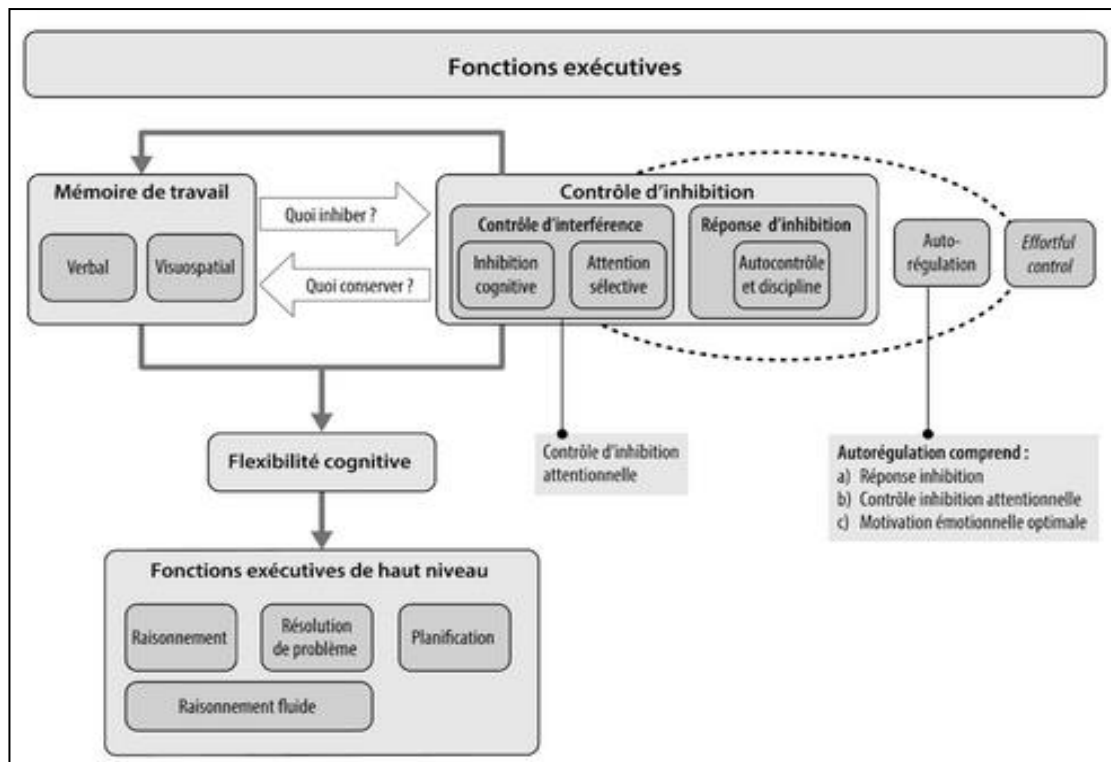 Fonctions exécutives
Mémoire de travail
Verbal
Visuospatial
Quoi inhiber ?
Quoi conserver ?
Contrôle d'inhibition
Contrôle d'interférence
Inhibition
cognitive
Attention
sélective
Réponse d'inhibition
Autocontrôle
et discipline
Auto-
régulation
Effortful
control
Flexibilité cognitive
Contrôle d'inhibition
attentionnelle
Autorégulation comprend :
a) Réponse inhibition
b) Contrôle inhibition attentionnelle
c) Motivation émotionnelle optimale
Fonctions exécutives de haut niveau
Raisonnement
Résolution
de problème
Planification
Raisonnement fluide